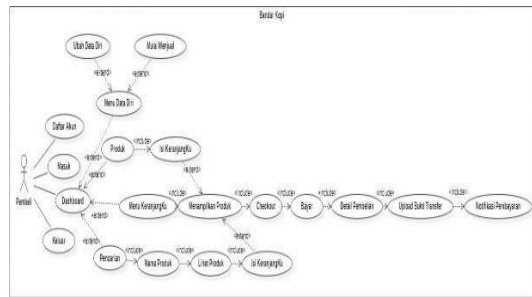 Bandar Kopi
Ubah Data Diri
Mulai Menjual
<extend>
<extend>
Menu Data Diri
Daftar Akun
Produk
<include>
Isi KeranjangKu
<extend>
<extend>
Masuk
Pembeli
Dashboard
Menu KeranjangKu
<include>
Menampilkan Produk
<include>
Checkout
<include>
Bayar
<include>
Detail Pembelian
<include>
Upload Bukti Transfer
<include>
Notifikasi Pembayaran
<extend>
<extend>
<extend>
Keluar
Pencarian
<include>
Nama Produk
<include>
Lihat Produk
<include>
Isi KeranjangKu